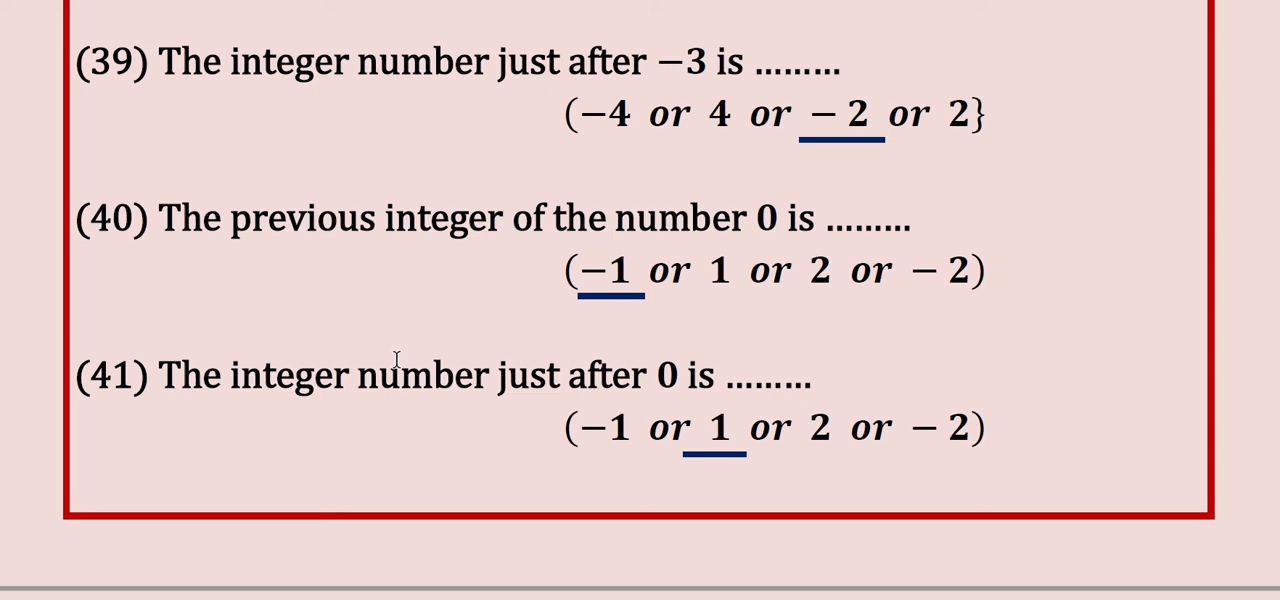 (39) The integer number just after −3 is .........
(−4 or 4 or − 2 or 2}
(40) The previous integer of the number 0 is .........
(−1 or 1 or 2 or − 2)
(41) The integer number just after 0 is .........
(−1 or 1 or 2 or − 2)